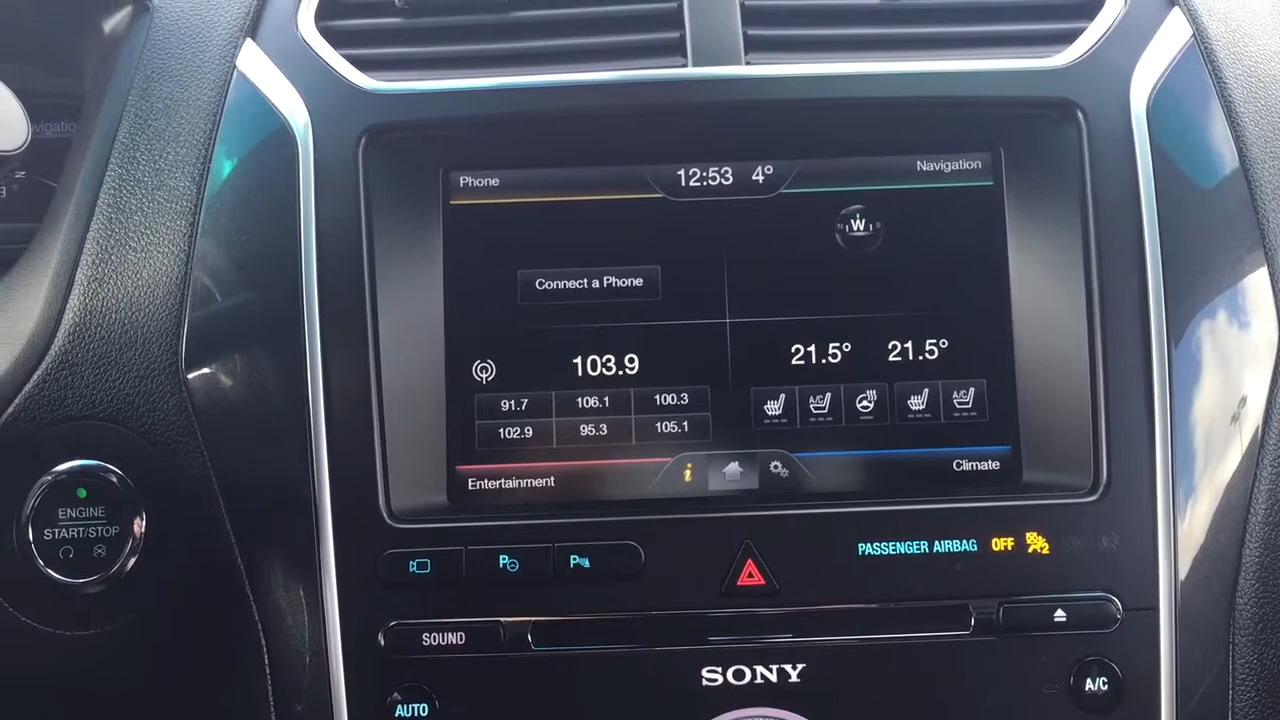 Phone
12:53 4°
Navigation
N W S
Connect a Phone
103.9
21.5° 21.5°
91.7 106.1 100.3
102.9 95.3 105.1
A/C
A/C
Entertainment
i
Climate
ENGINE
START/STOP
P
P
PASSENGER AIRBAG OFF
2
SOUND
SONY
AUTO
A/C